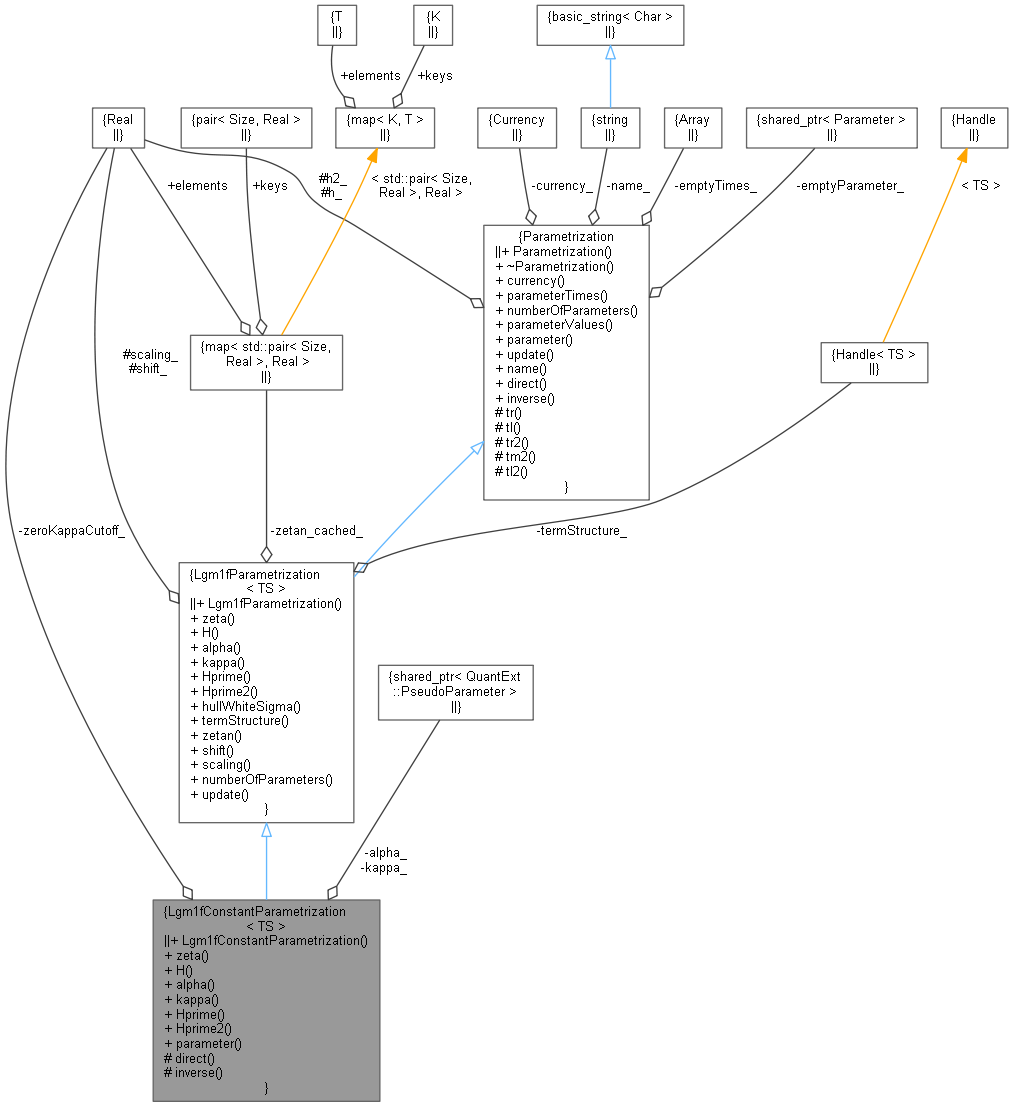 {T
||}
{K
||}
{basic_string< Char >
||}
+elements
+keys
{Real
||}
{pair< Size, Real >
||}
{map< K, T >
||}
{Currency
||}
{string
||}
{Array
||}
{shared_ptr< Parameter >
||}
{Handle
||}
+elements
+keys
#h2_
#h_
< std::pair< Size,
Real >, Real >
-currency_
-name_
-emptyTimes_
-emptyParameter_
< TS >
{Parametrization
||+ Parametrization()
+ ~Parametrization()
+ currency()
+ parameterTimes()
+ numberOfParameters()
+ parameterValues()
+ parameter()
+ update()
+ name()
+ direct()
+ inverse()
# tr()
# tl()
# tr2()
# tm2()
# tl2()
}
#scaling_
#shift_
{map< std::pair< Size,
Real >, Real >
||}
{Handle< TS >
||}
-zeroKappaCutoff_
-zetan_cached_
-termStructure_
{Lgm1fParametrization
< TS >
||+ Lgm1fParametrization()
+ zeta()
+ H()
+ alpha()
+ kappa()
+ Hprime()
+ Hprime2()
+ hullWhiteSigma()
+ termStructure()
+ zetan()
+ shift()
+ scaling()
+ numberOfParameters()
+ update()
}
{shared_ptr< QuantExt
::PseudoParameter >
||}
-alpha_
-kappa_
{Lgm1fConstantParametrization
< TS >
||+ Lgm1fConstantParametrization()
+ zeta()
+ H()
+ alpha()
+ kappa()
+ Hprime()
+ Hprime2()
+ parameter()
# direct()
# inverse()
}